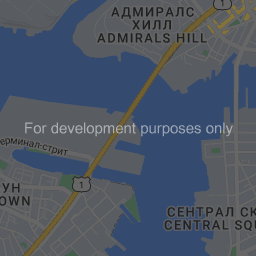 1
АДМИРАЛС
ХИЛЛ
ADMIRALS HILL
For development purposes only
ерминал-стрит
1
УН
OWN
СЕНТРАЛ СК
CENTRAL SQU